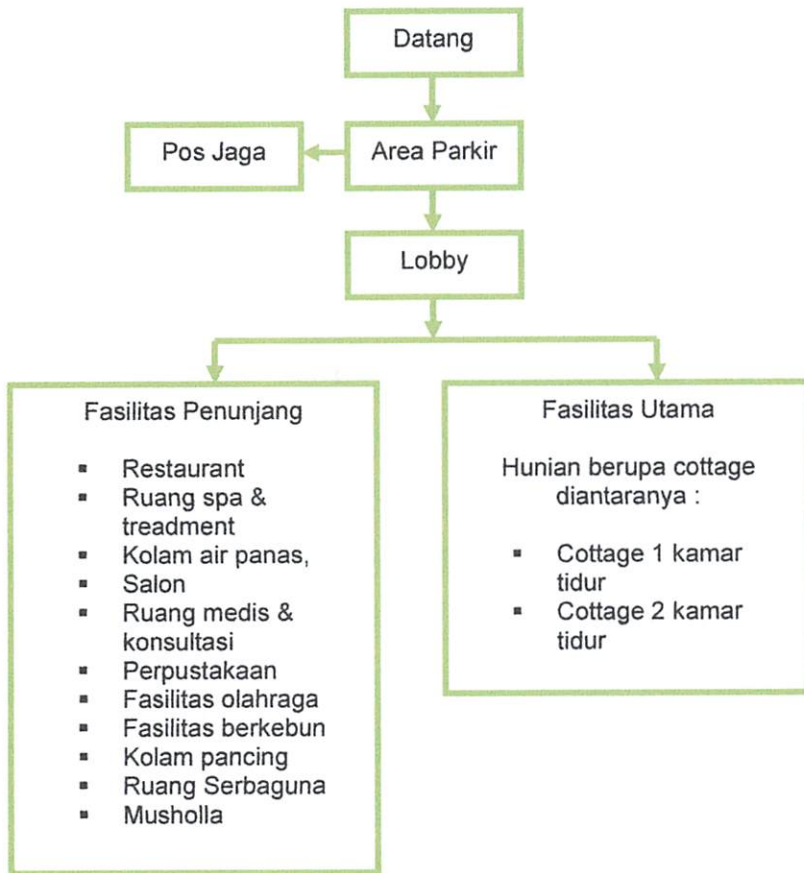 Datang
Pos Jaga
Area Parkir
Lobby
Fasilitas Penunjang
▪ Restaurant
▪ Ruang spa &
treadment
▪ Kolam air panas,
▪ Salon
▪ Ruang medis &
konsultasi
▪ Perpustakaan
▪ Fasilitas olahraga
▪ Fasilitas berkebun
▪ Kolam pancing
▪ Ruang Serbaguna
▪ Musholla
Fasilitas Utama
Hunian berupa cottage
diantaranya :
▪ Cottage 1 kamar
tidur
▪ Cottage 2 kamar
tidur